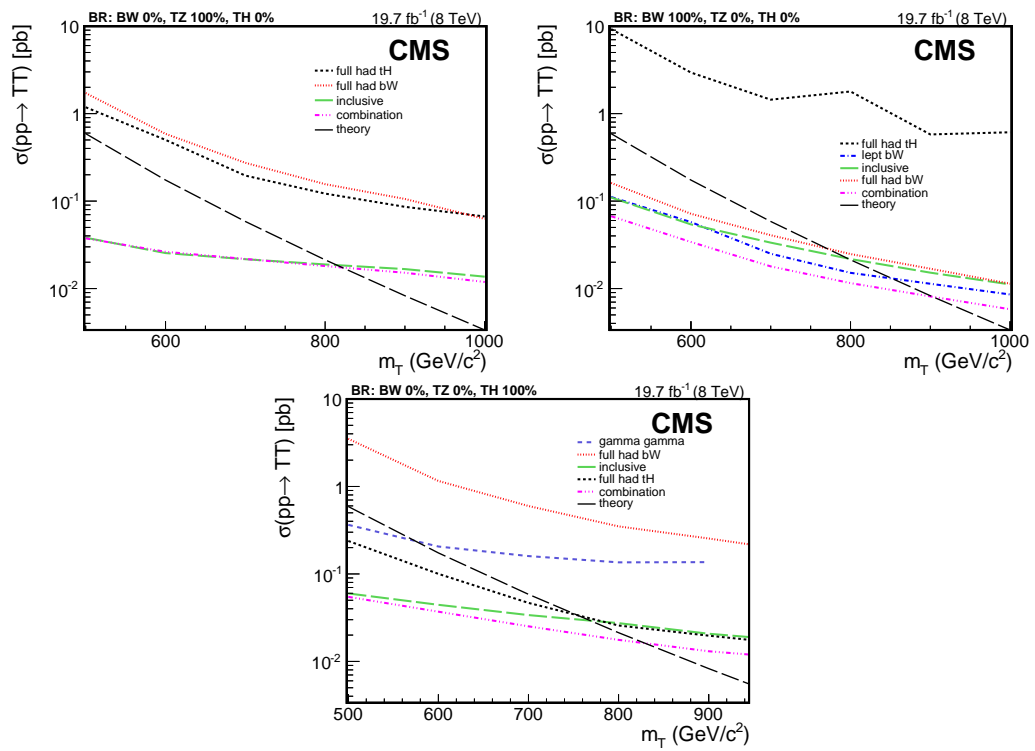 BR: BW 0%, TZ 100%, TH 0%
19.7 fb⁻¹ (8 TeV)
CMS
σ(pp→ TT) [pb]
10
1
10⁻¹
10⁻²
full had tH
full had bW
inclusive
combination
theory
600 800 1000
m_T (GeV/c²)
BR: BW 100%, TZ 0%, TH 0%
19.7 fb⁻¹ (8 TeV)
CMS
σ(pp→ TT) [pb]
10
1
10⁻¹
10⁻²
full had tH
lept bW
inclusive
full had bW
combination
theory
600 800 1000
m_T (GeV/c²)
BR: BW 0%, TZ 0%, TH 100%
19.7 fb⁻¹ (8 TeV)
CMS
σ(pp→ TT) [pb]
10
1
10⁻¹
10⁻²
gamma gamma
full had bW
inclusive
full had tH
combination
theory
500 600 700 800 900
m_T (GeV/c²)